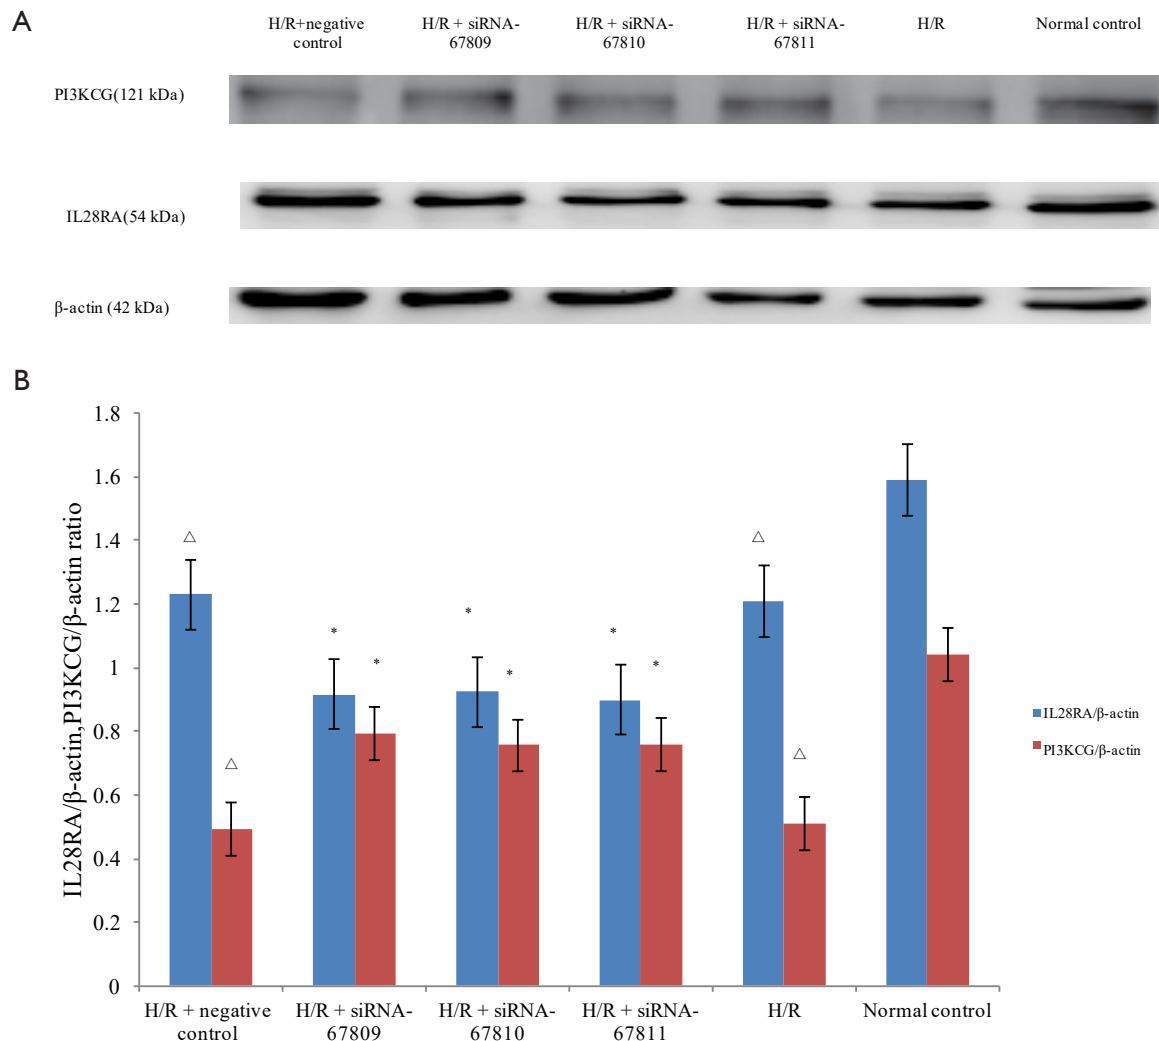 A
H/R+negative
control
H/R + siRNA-
67809
H/R + siRNA-
67810
H/R + siRNA-
67811
H/R
Normal control
PI3KCG(121 kDa)
IL28RA(54 kDa)
β-actin (42 kDa)
B
IL28RA/β-actin,PI3KCG/β-actin ratio
1.8
1.6
1.4
1.2
1
0.8
0.6
0.4
0.2
0
△
△
*
*
*
*
*
*
△
△
IL28RA/β-actin
PI3KCG/β-actin
H/R + negative
control
H/R + siRNA-
67809
H/R + siRNA-
67810
H/R + siRNA-
67811
H/R
Normal control